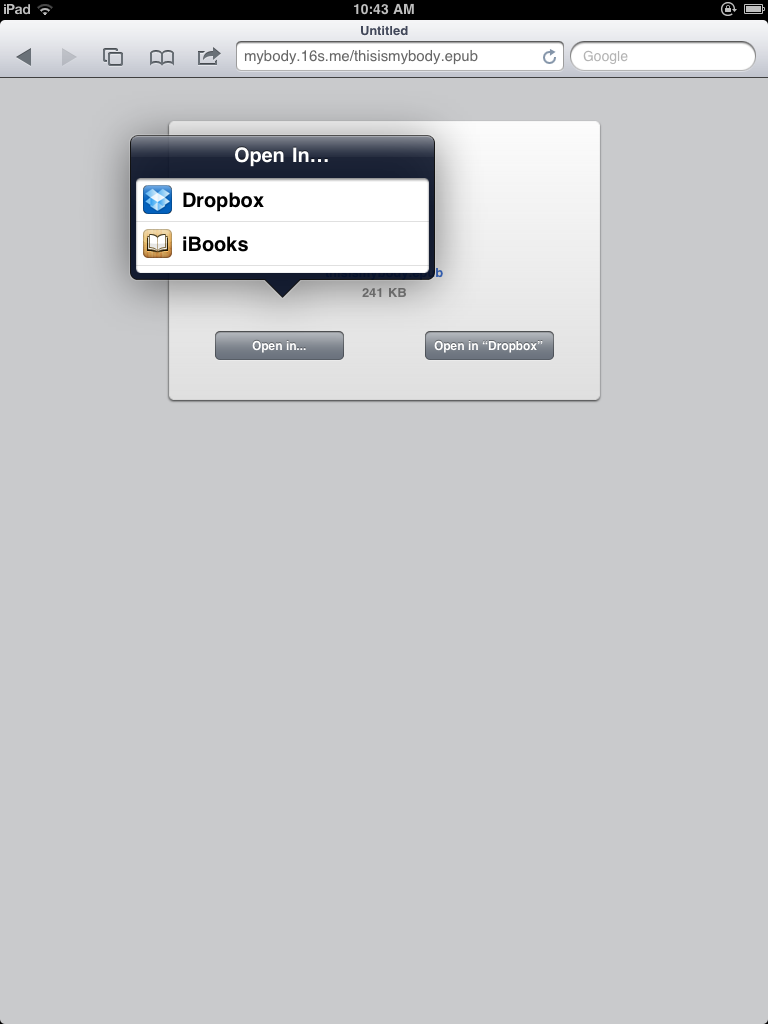 iPad
10:43 AM
Untitled
mybody.16s.me/thisismybody.epub
Google
Open In...
Dropbox
iBooks
241 KB
Open in...
Open in “Dropbox”